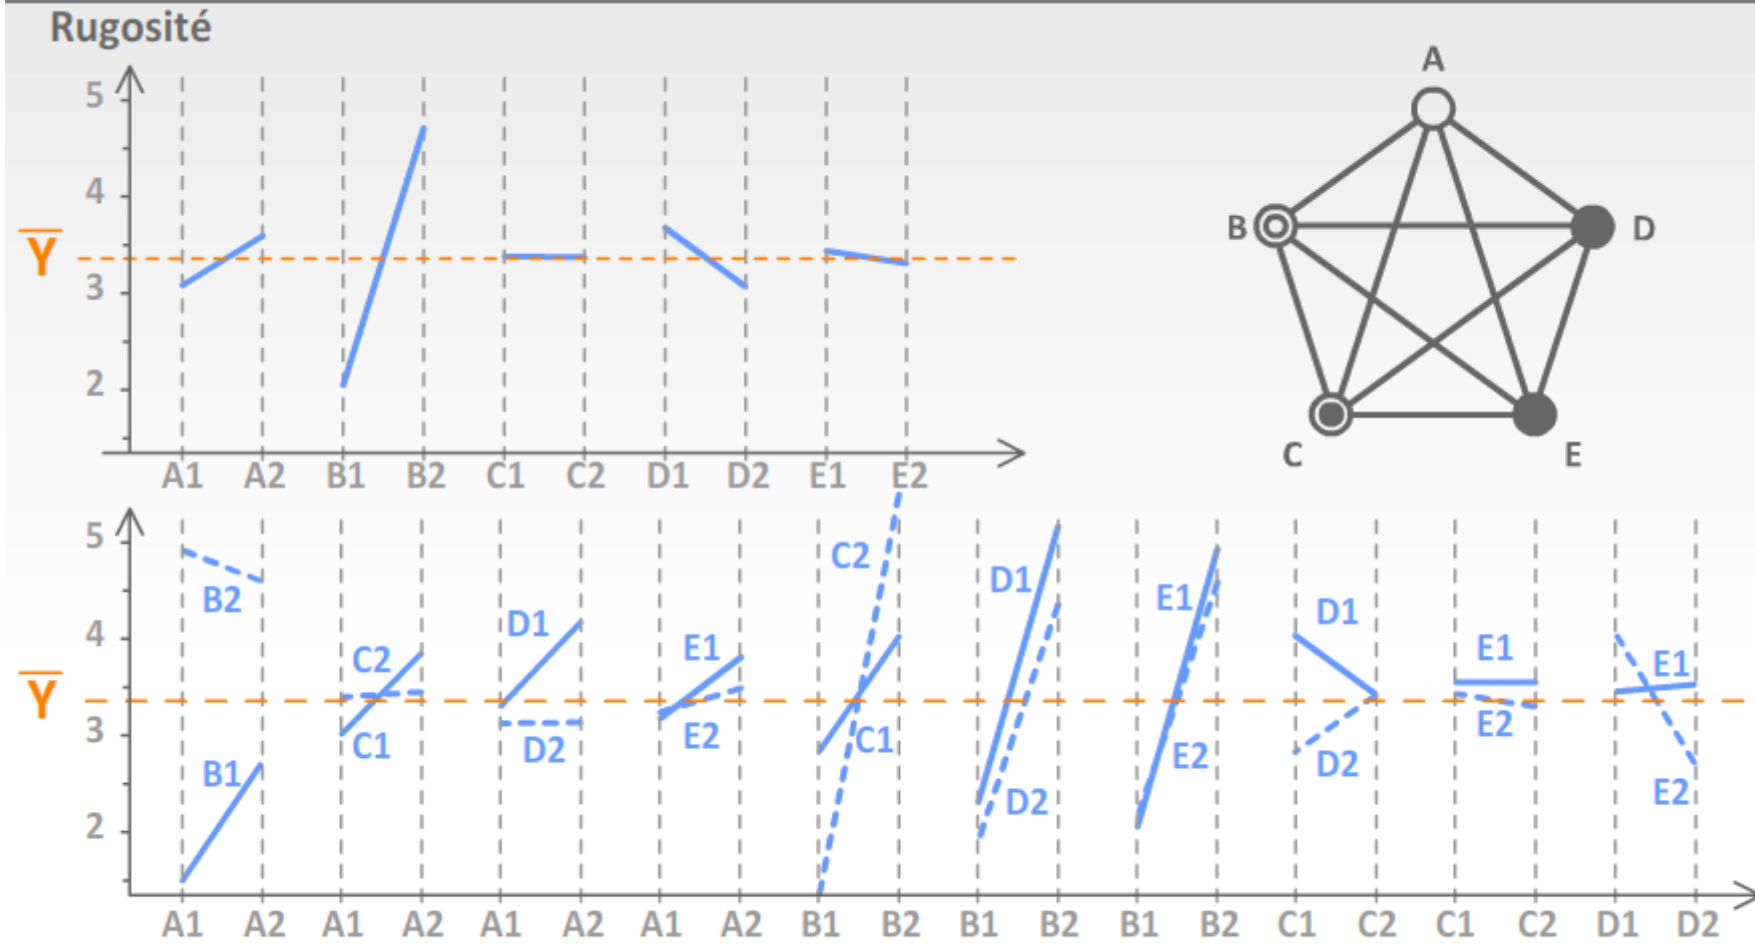 Rugosité
5
4
Y
3
2
A1 A2 B1 B2 C1 C2 D1 D2 E1 E2
A
B
D
C
E
5
4
Y
3
2
B2
B1
C2
C1
D1
D2
E1
E2
C2
C1
D1
D2
E1
E2
D1
D2
E1
E2
E1
E2
A1 A2 A1 A2 A1 A2 A1 A2 B1 B2 B1 B2 B1 B2 C1 C2 C1 C2 D1 D2